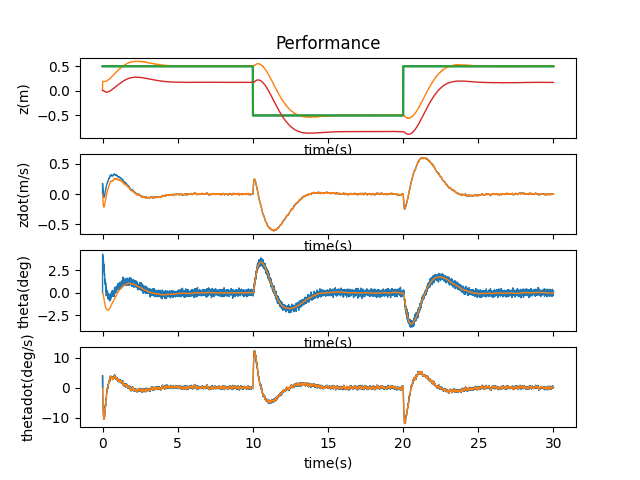 Performance
0.5
0.0
−0.5
z(m)
time(s)
0.5
0.0
−0.5
zdot(m/s)
time(s)
2.5
0.0
−2.5
theta(deg)
time(s)
10
0
−10
thetadot(deg/s)
0 5 10 15 20 25 30
time(s)